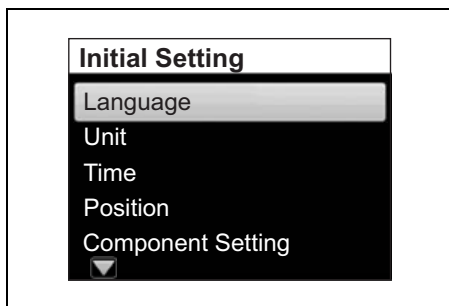 Initial Setting
Language
Unit
Time
Position
Component Setting